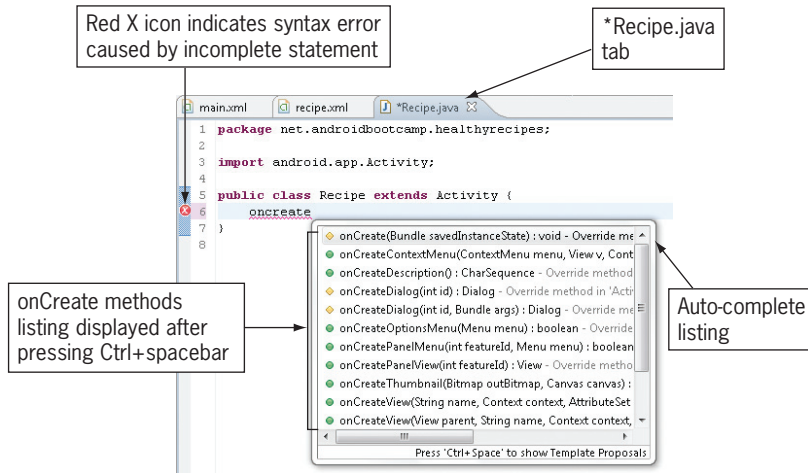 Red X icon indicates syntax error
caused by incomplete statement
*Recipe.java
tab
main.xml
recipe.xml
*Recipe.java
1 package net.androidbootcamp.healthyrecipes;
2
3 import android.app.Activity;
4
5 public class Recipe extends Activity {
6 oncreate
7 }
8
onCreate(Bundle savedInstanceState) : void - Override me
onCreateContextMenu(ContextMenu menu, View v, Cont
onCreateDescription() : CharSequence - Override method
onCreateDialog(int id) : Dialog - Override method in 'Acti
onCreateDialog(int id, Bundle args) : Dialog - Override me
onCreateOptionsMenu(Menu menu) : boolean - Override
onCreatePanelMenu(int featureId, Menu menu) : boolean
onCreatePanelView(int featureId) : View - Override metho
onCreateThumbnail(Bitmap outBitmap, Canvas canvas) :
onCreateView(String name, Context context, AttributeSet
onCreateView(View parent, String name, Context context,
Press 'Ctrl+Space' to show Template Proposals
onCreate methods
listing displayed after
pressing Ctrl+spacebar
Auto-complete
listing